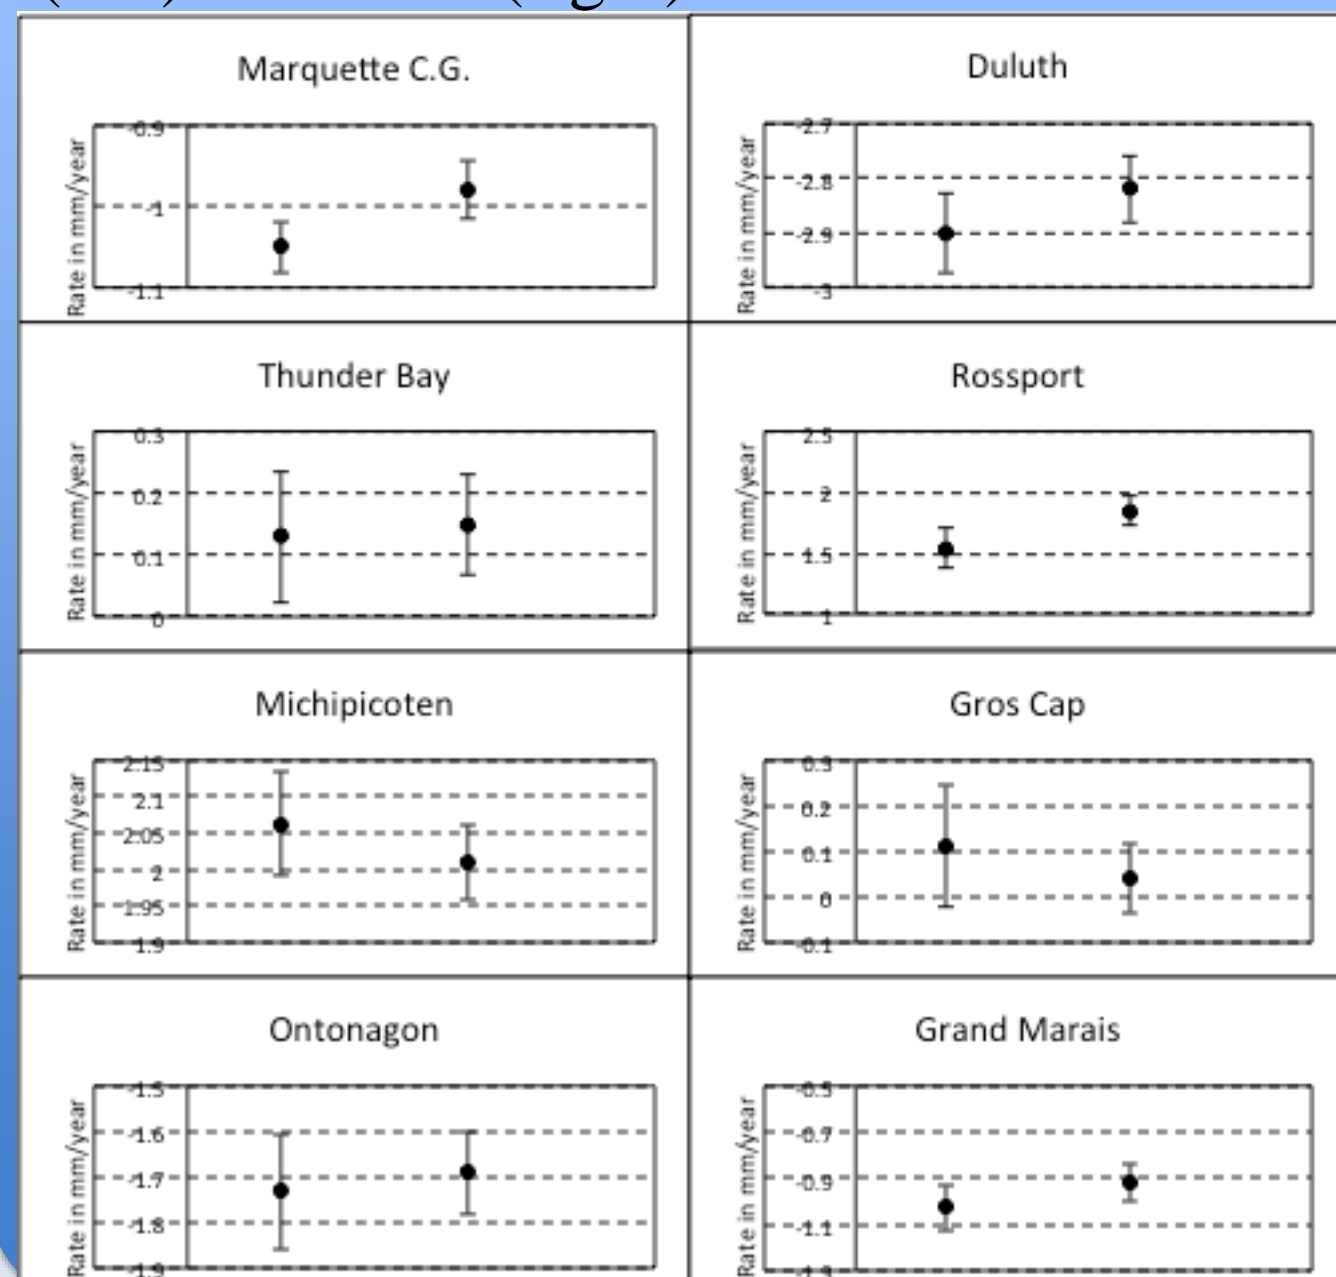 Marquette C.G.
Rate in mm/year
-0.9
-1
-1.1
Duluth
Rate in mm/year
-2.7
-2.8
-2.9
-3
Thunder Bay
Rate in mm/year
0.3
0.2
0.1
0
Rossport
Rate in mm/year
2.5
2
1.5
1
Michipicoten
Rate in mm/year
2.15
2.1
2.05
2
1.95
1.9
Gros Cap
Rate in mm/year
0.3
0.2
0.1
0
-0.1
Ontonagon
Rate in mm/year
-1.5
-1.6
-1.7
-1.8
-1.9
Grand Marais
Rate in mm/year
-0.5
-0.7
-0.9
-1.1
-1.3